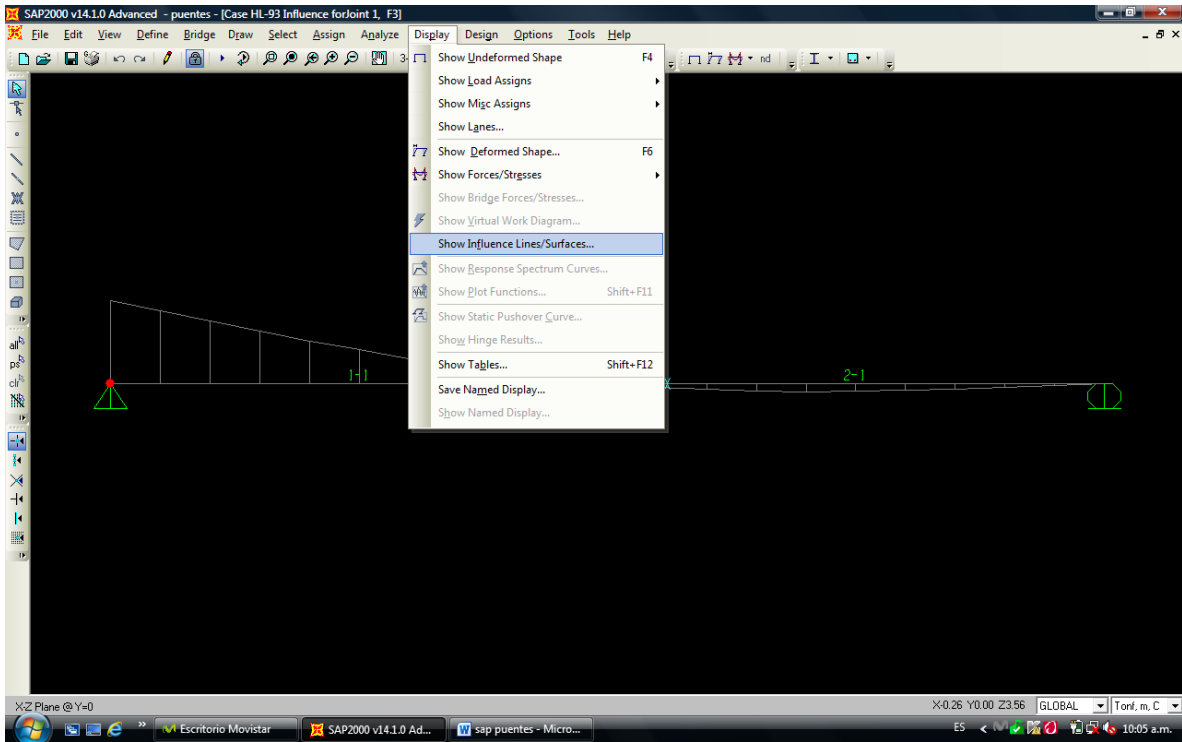 SAP2000 v14.1.0 Advanced - puentes - [Case HL-93 Influence forJoint 1, F3]
File Edit View Define Bridge Draw Select Assign Analyze Display Design Options Tools Help
nd
Show Undeformed Shape F4
Show Load Assigns
Show Misc Assigns
Show Lanes...
Show Deformed Shape... F6
Show Forces/Stresses
Show Bridge Forces/Stresses...
Show Virtual Work Diagram...
Show Influence Lines/Surfaces...
Show Response Spectrum Curves...
Show Plot Functions... Shift+F11
Show Static Pushover Curve...
Show Hinge Results...
Show Tables... Shift+F12
Save Named Display...
Show Named Display...
all
ps
clr
1-1
2-1
X-Z Plane @ Y=0
X-0.26 Y0.00 Z3.56
GLOBAL
Tonf, m, C
Escritorio Movistar
SAP2000 v14.1.0 Ad...
sap puentes - Micro...
ES
10:05 a.m.